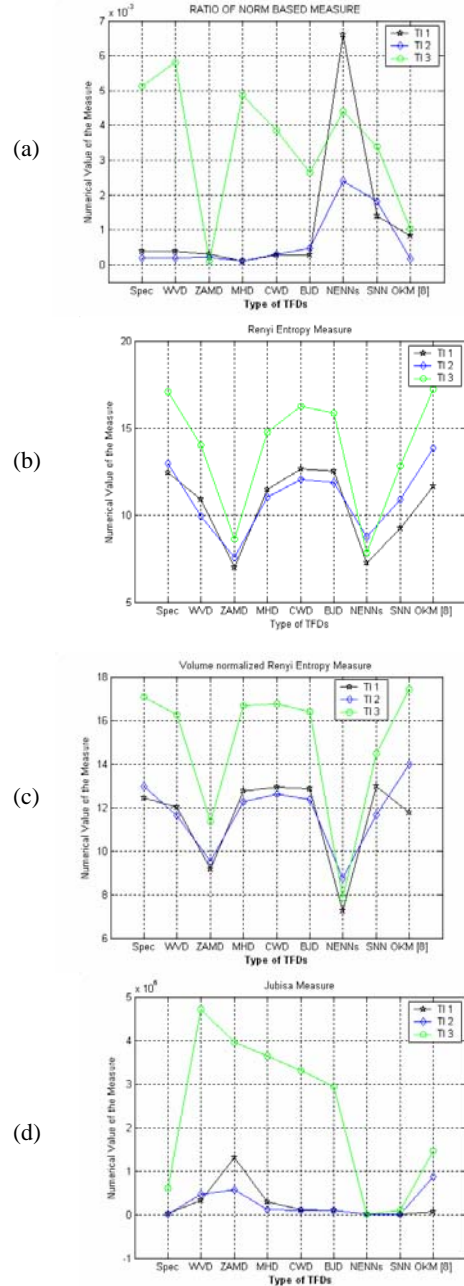 (a)
RATIO OF NORM BASED MEASURE
x 10⁻³
7
6
5
4
3
2
1
0
Numerical Value of the Measure
TI 1
TI 2
TI 3
Spec WVD ZAMD MHD CWD BJD NENNs SNN OKM [8]
Type of TFDs
(b)
Renyi Entropy Measure
20
15
10
5
Numerical Value of the Measure
TI 1
TI 2
TI 3
Spec WVD ZAMD MHD CWD BJD NENNs SNN OKM [8]
Type of TFDs
(c)
Volume normalized Renyi Entropy Measure
18
16
14
12
10
8
6
Numerical Value of the Measure
TI 1
TI 2
TI 3
Spec WVD ZAMD MHD CWD BJD NENNs SNN OKM [8]
Type of TFDs
(d)
Jubisa Measure
5
4
3
2
1
0
-1
Numerical Value of the Measure
TI 1
TI 2
TI 3
Spec WVD ZAMD MHD CWD BJD NENNs SNN OKM [8]
Type of TFDs